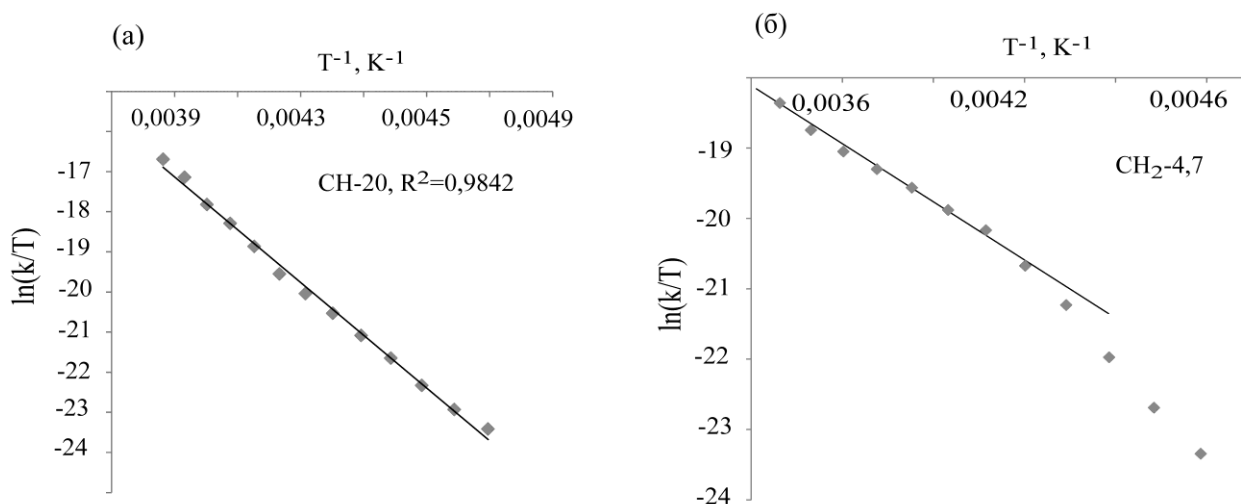 (а)
T-1, K-1
0,0039
0,0043
0,0045
0,0049
-17
-18
-19
-20
-21
-22
-23
-24
ln(k/T)
CH-20, R2=0,9842
(б)
T-1, K-1
0,0036
0,0042
0,0046
-19
-20
-21
-22
-23
-24
ln(k/T)
CH2-4,7